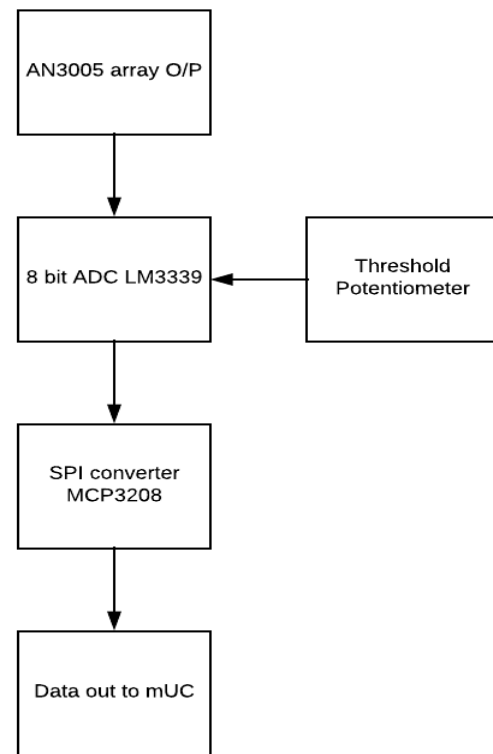 AN3005 array O/P
8 bit ADC LM3339
Threshold
Potentiometer
SPI converter
MCP3208
Data out to mUC